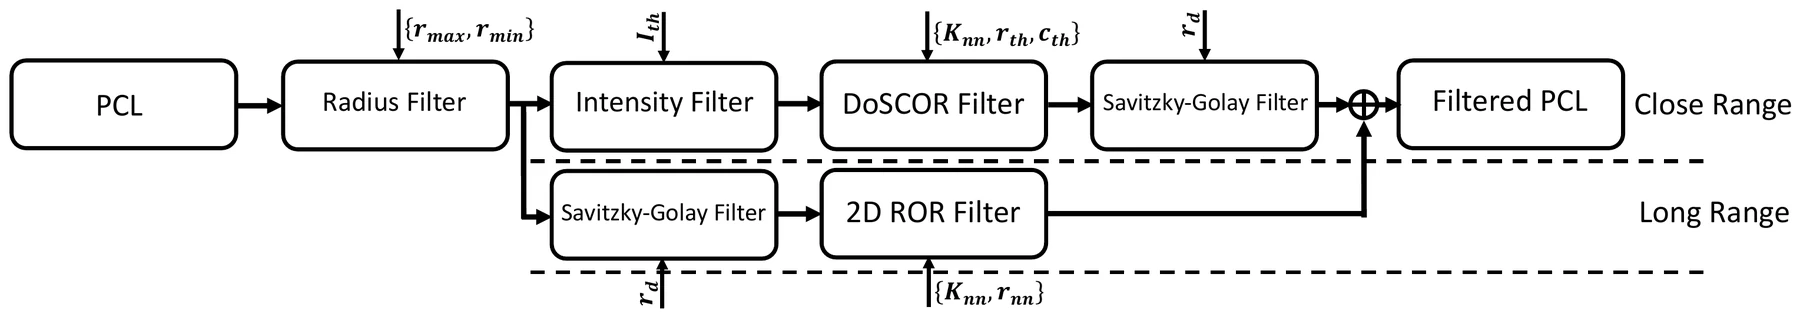 {r_max, r_min}
I_th
{K_nn, r_th, c_th}
r_d
PCL
Radius Filter
Intensity Filter
DoSCOR Filter
Savitzky-Golay Filter
Filtered PCL
Close Range
Savitzky-Golay Filter
2D ROR Filter
Long Range
r_d
{K_nn, r_nn}